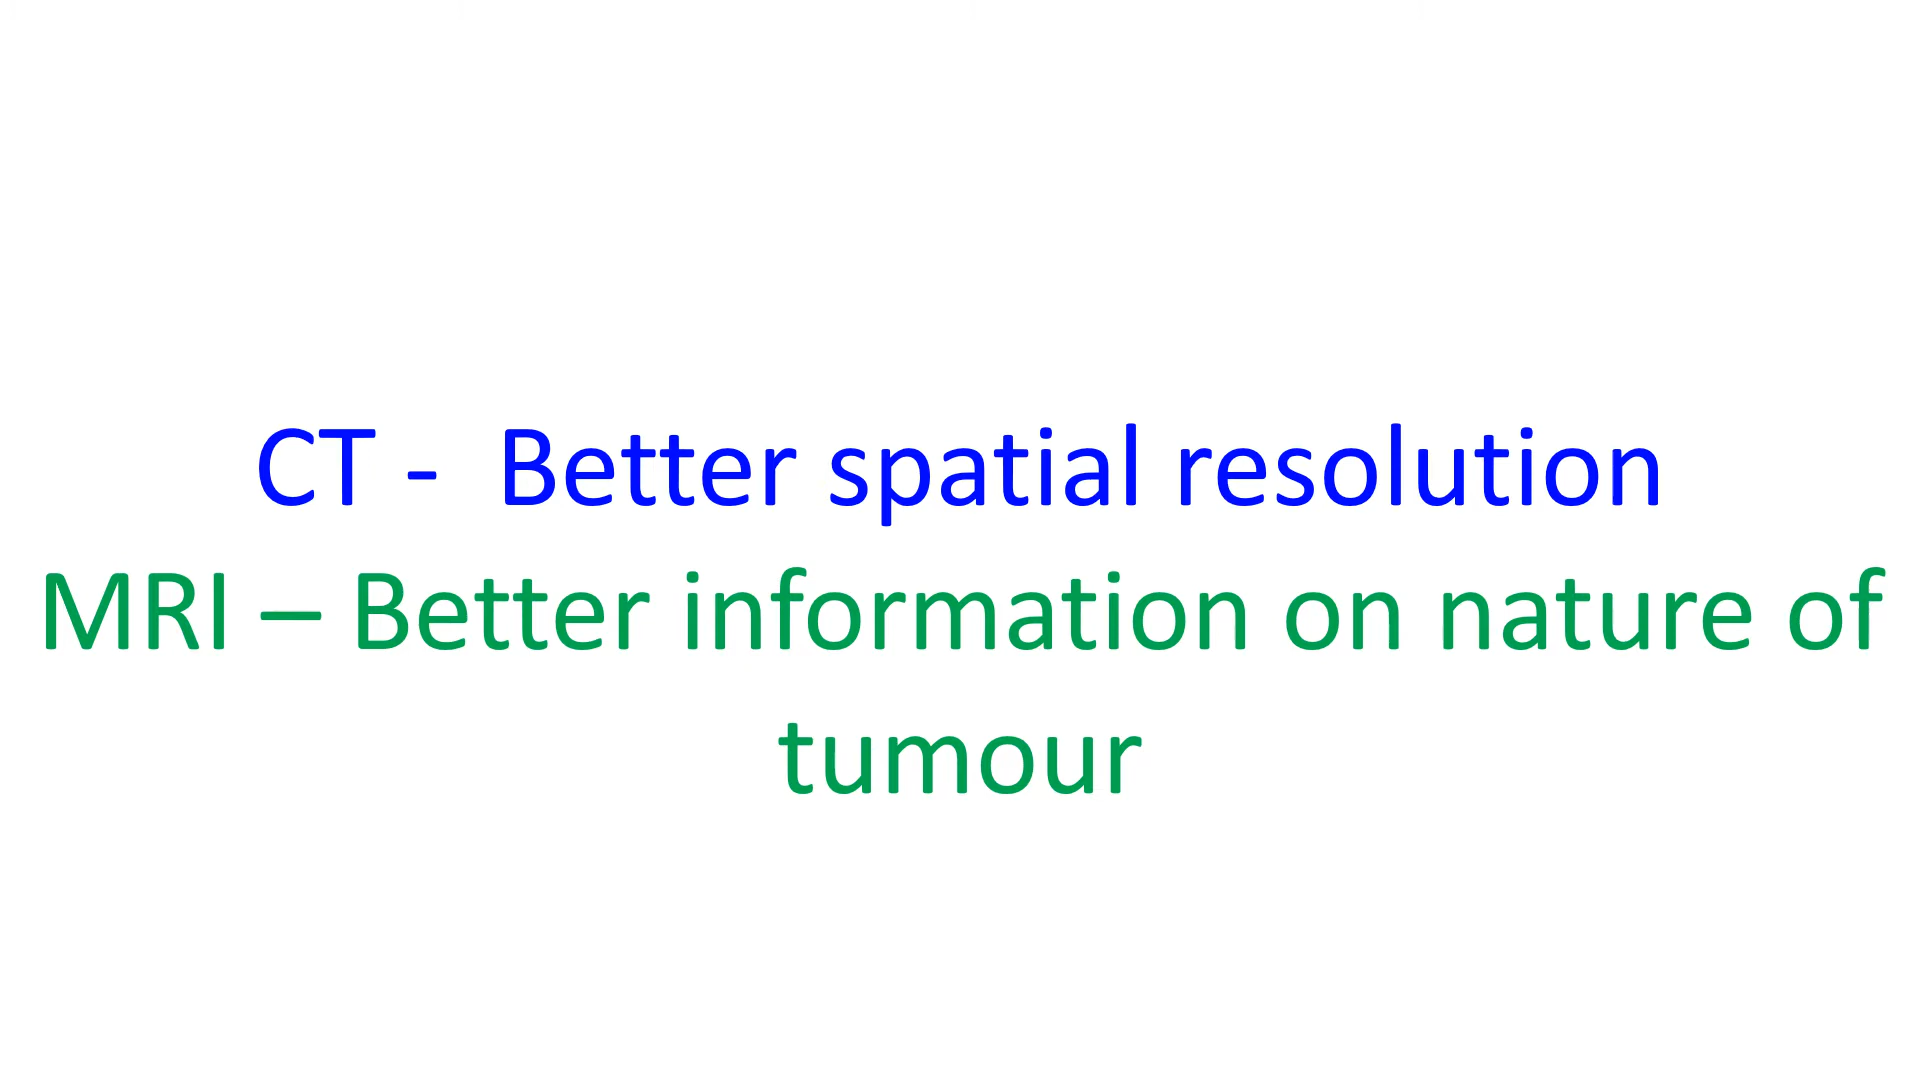 CT -  Better spatial resolution
MRI – Better information on nature of
tumour